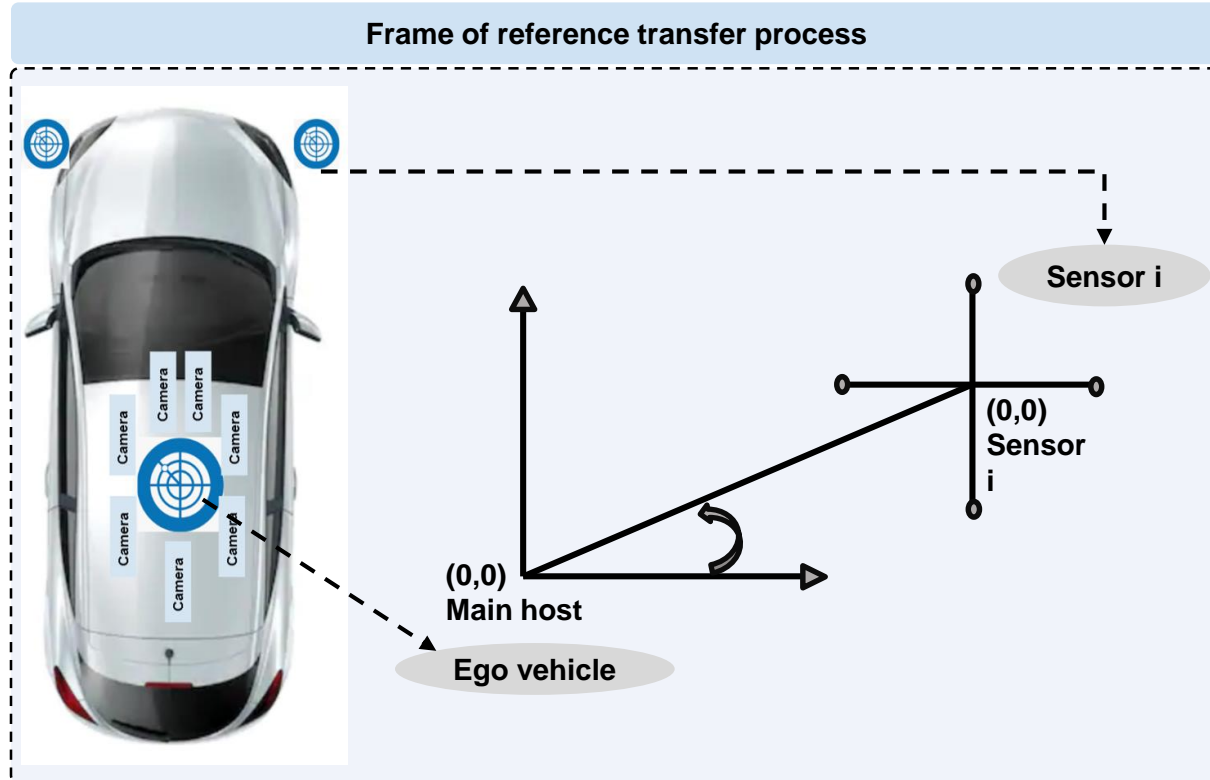 Frame of reference transfer process
Sensor i
Camera
Camera
Camera
Camera
(0,0)
Sensor
i
Camera
Camera
Camera
(0,0)
Main host
Ego vehicle